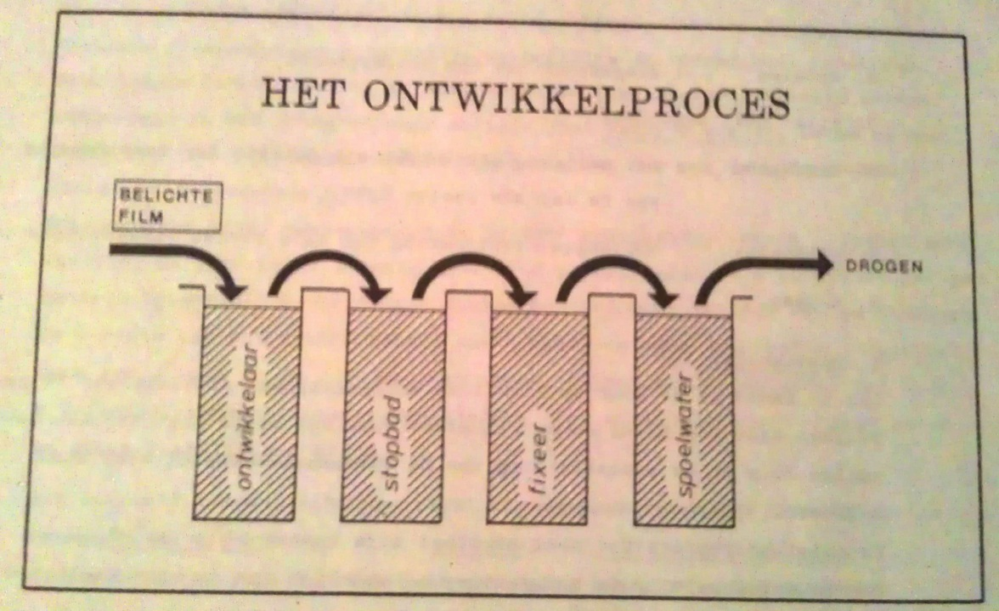 HET ONTWIKKELPROCES
BELICHTE
FILM
DROGEN
ontwikkelaar
stopbad
fixeer
spoelwater